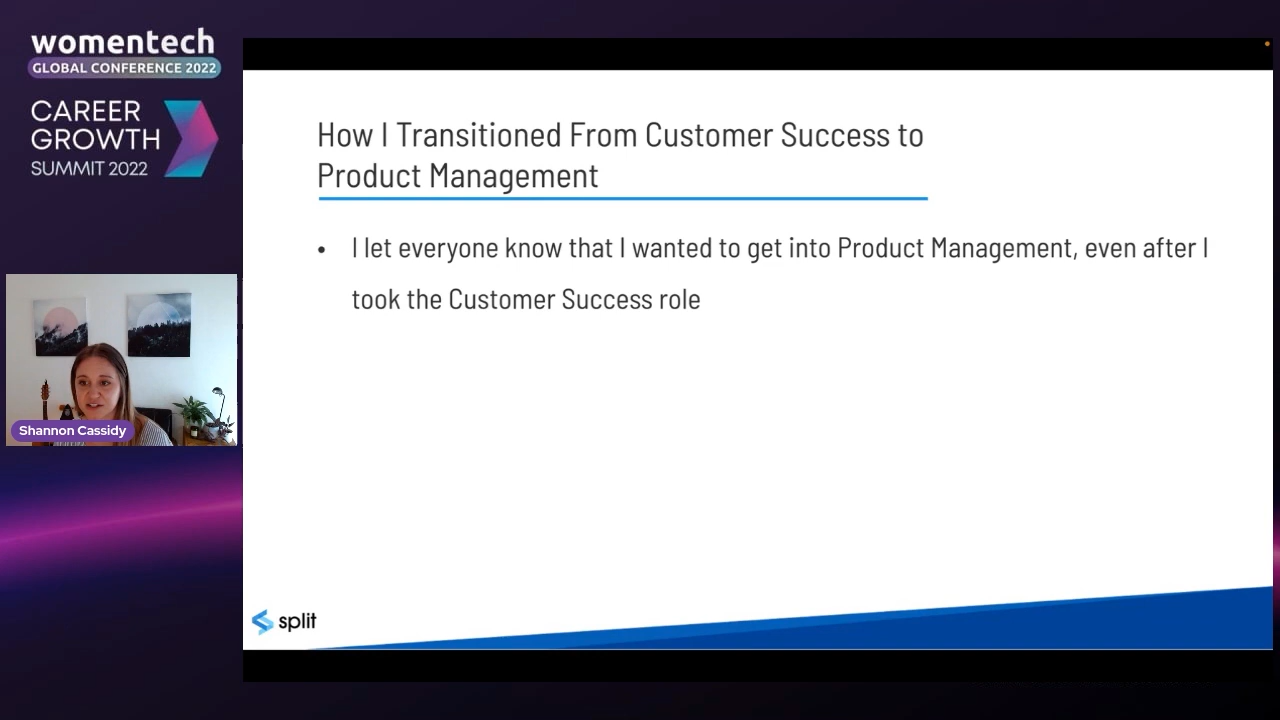 womentech
GLOBAL CONFERENCE 2022
CAREER
GROWTH
SUMMIT 2022
Shannon Cassidy
How I Transitioned From Customer Success to
Product Management
• I let everyone know that I wanted to get into Product Management, even after I
took the Customer Success role
split